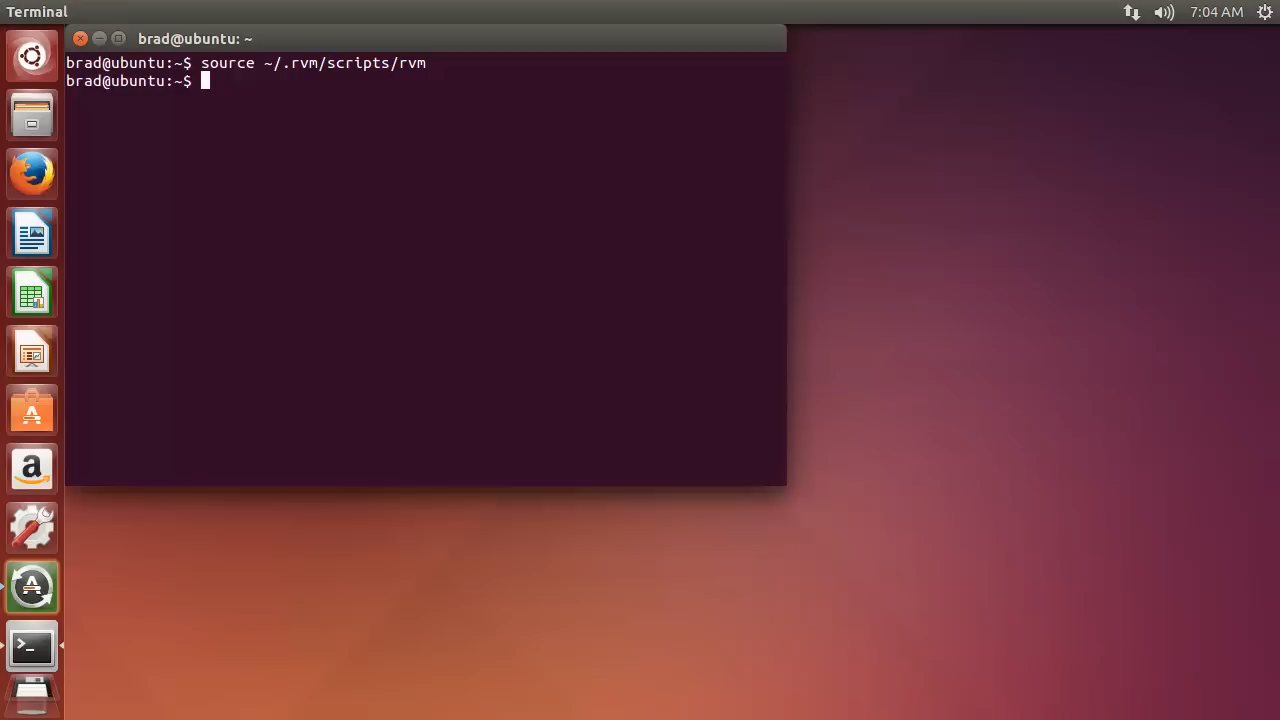 Terminal
7:04 AM
brad@ubuntu: ~
brad@ubuntu:~$ source ~/.rvm/scripts/rvm
brad@ubuntu:~$